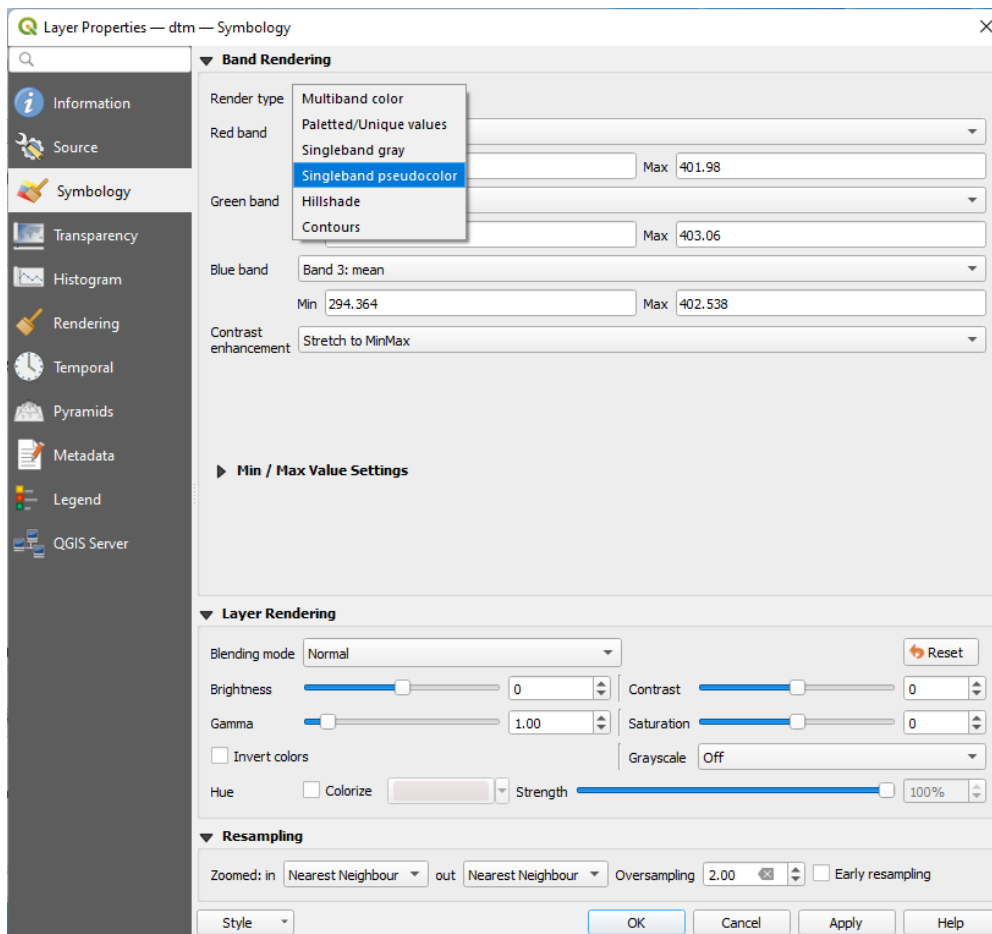 Layer Properties — dtm — Symbology
Information
Source
Symbology
Transparency
Histogram
Rendering
Temporal
Pyramids
Metadata
Legend
QGIS Server
Band Rendering
Render type
Multiband color
Paletted/Unique values
Singleband gray
Singleband pseudocolor
Hillshade
Contours
Red band
Max 401.98
Green band
Max 403.06
Blue band Band 3: mean
Min 294.364 Max 402.538
Contrast
enhancement Stretch to MinMax
Min / Max Value Settings
Layer Rendering
Blending mode Normal Reset
Brightness 0 Contrast 0
Gamma 1.00 Saturation 0
Invert colors Grayscale Off
Hue Colorize Strength 100%
Resampling
Zoomed: in Nearest Neighbour out Nearest Neighbour Oversampling 2.00 Early resampling
Style OK Cancel Apply Help